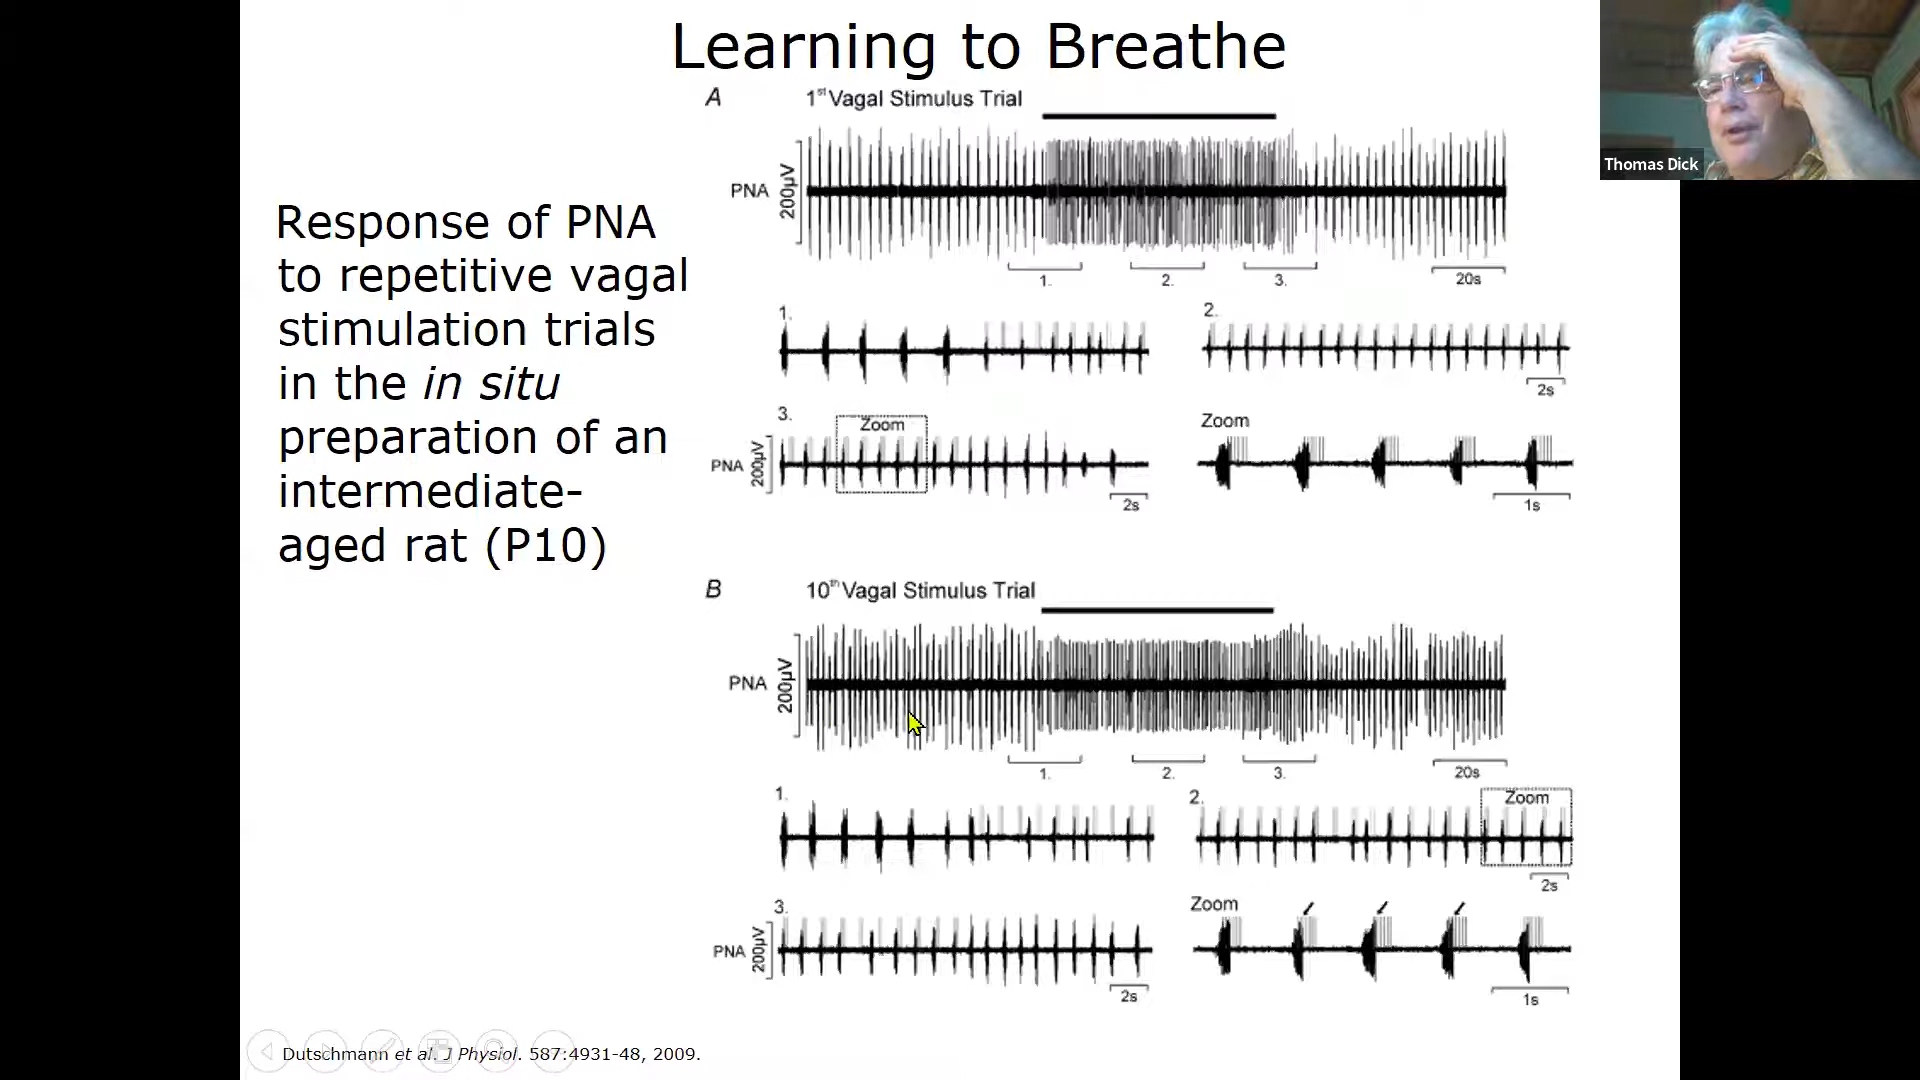 Learning to Breathe
Thomas Dick
Response of PNA
to repetitive vagal
stimulation trials
in the in situ
preparation of an
intermediate-
aged rat (P10)
A
1st Vagal Stimulus Trial
PNA
200µV
1.
2.
3.
20s
1.
2.
2s
3.
Zoom
PNA
200µV
2s
Zoom
1s
B
10th Vagal Stimulus Trial
PNA
200µV
1.
2.
3.
20s
1.
2.
Zoom
2s
3.
PNA
200µV
2s
Zoom
1s
Dutschmann et al. J Physiol. 587:4931-48, 2009.